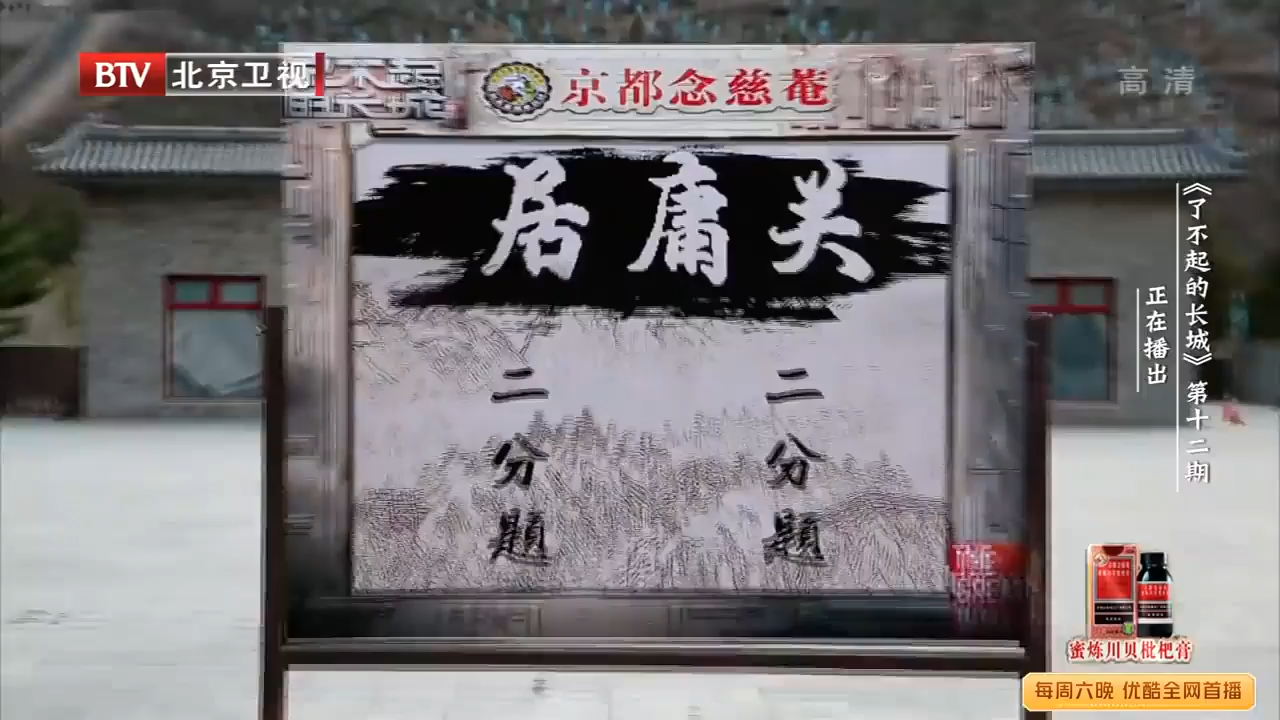 BTV 北京卫视
京都念慈菴
高清
居庸关
二分题
二分题
《了不起的长城》第十二期
正在播出
THE
GREAT
蜜炼川贝枇杷膏
每周六晚 优酷全网首播